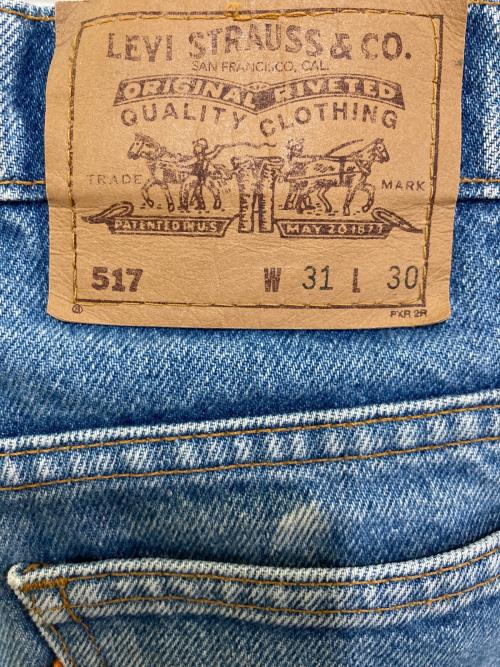 LEVI STRAUSS & CO.
SAN FRANCISCO, CAL.
ORIGINAL RIVETED
QUALITY CLOTHING
TRADE MARK
PATENTED IN U.S. MAY 20 1873
517 W 31 L 30
® PXR 2R